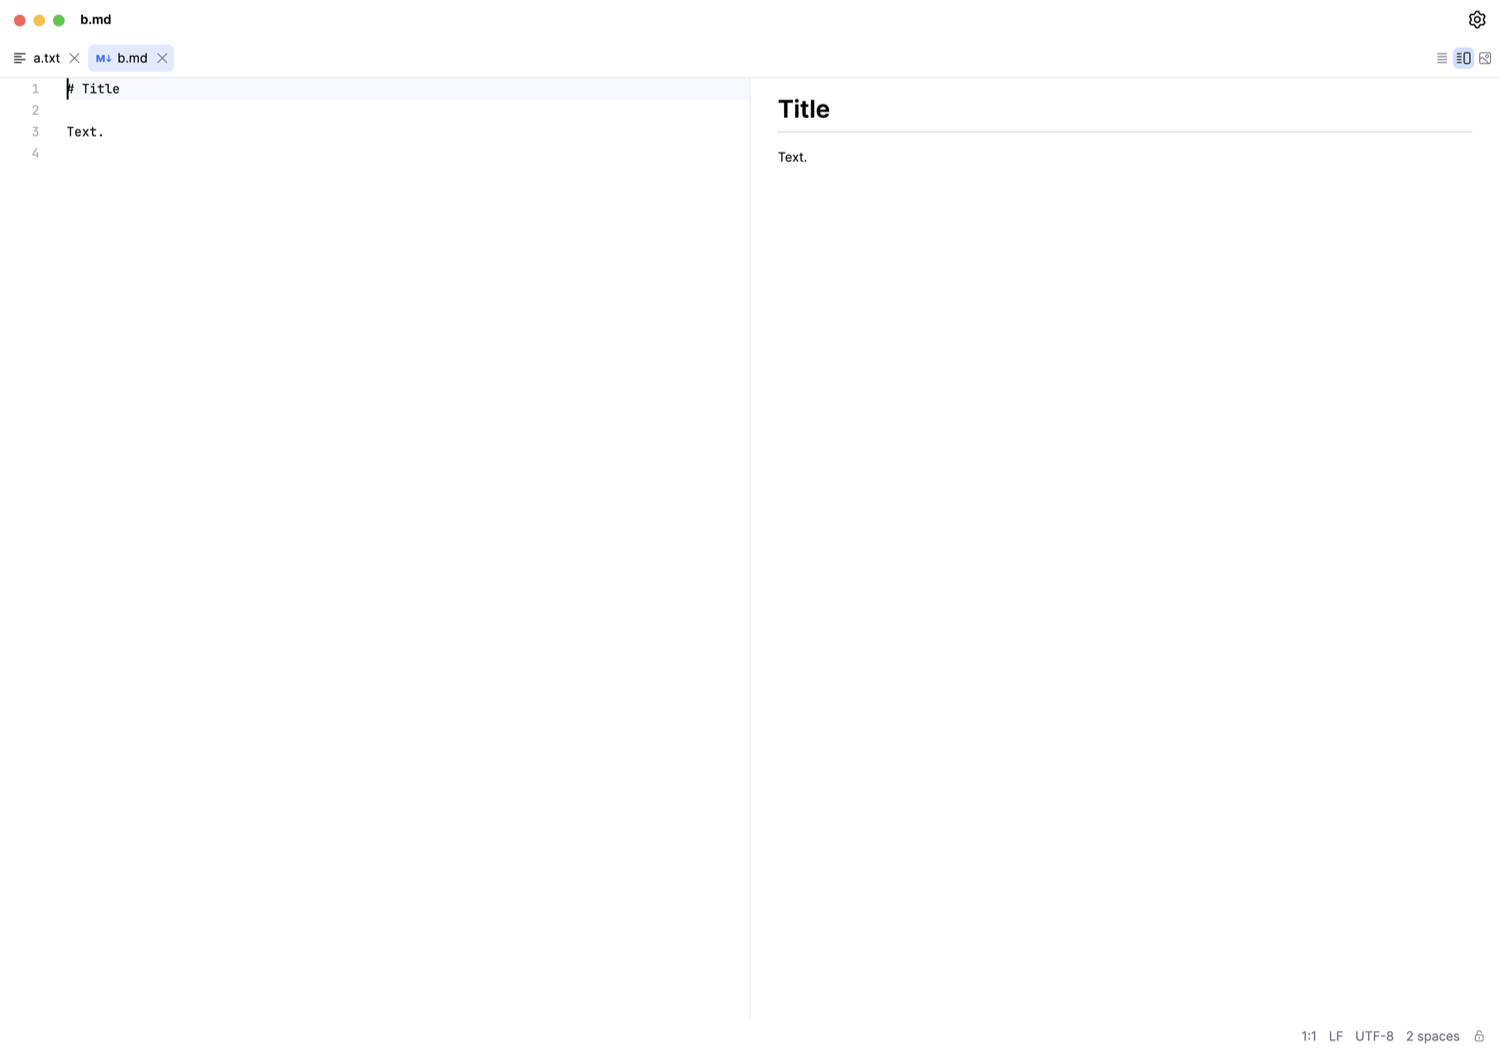 b.md
a.txt
M↓ b.md
1 # Title
2
3 Text.
4
Title
Text.
1:1 LF UTF-8 2 spaces